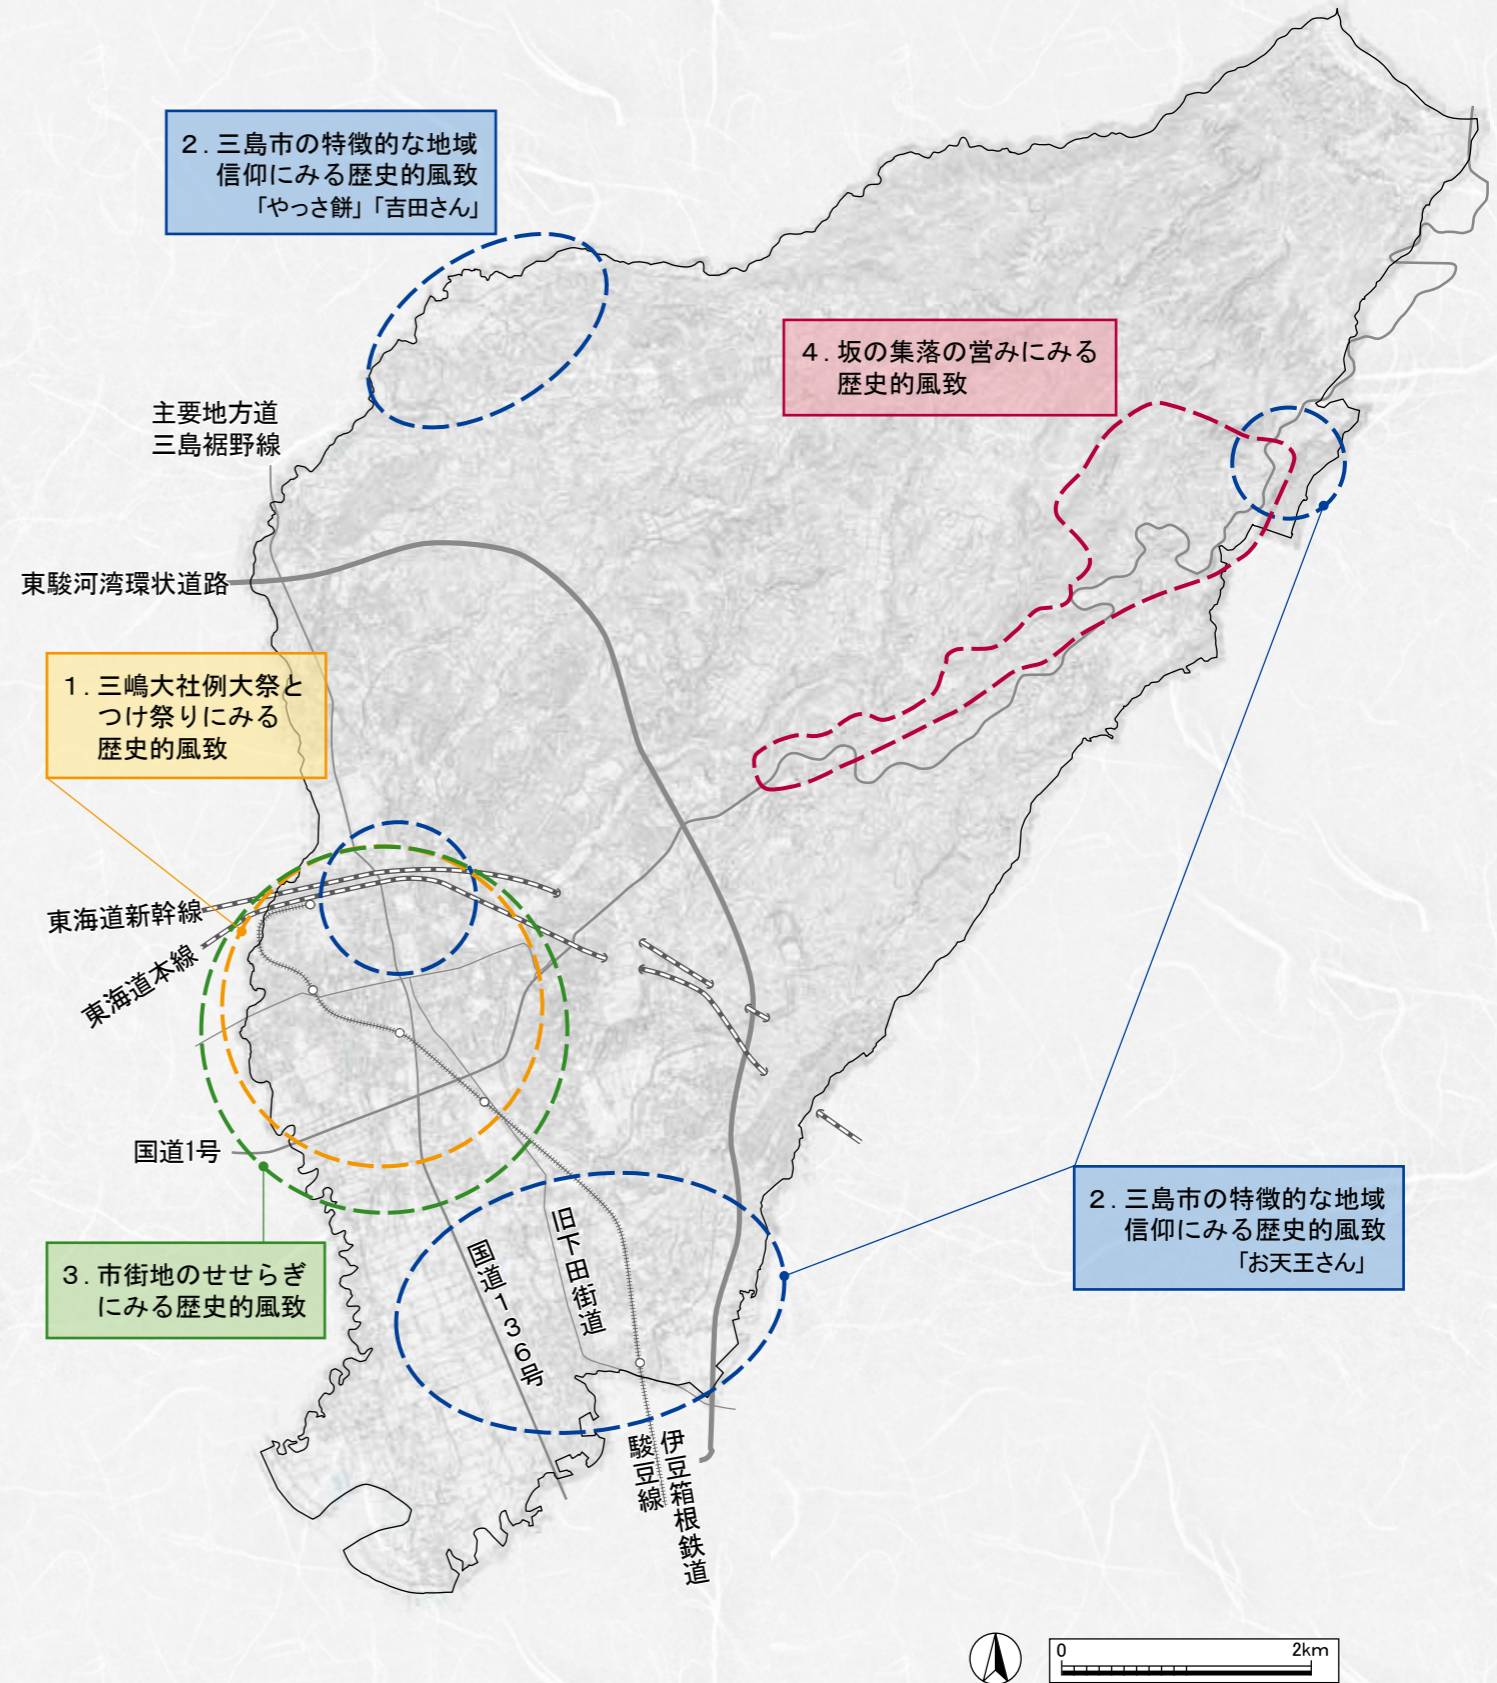 ２．三島市の特徴的な地域
信仰にみる歴史的風致
「やっさ餅」「吉田さん」
４．坂の集落の営みにみる
歴史的風致
主要地方道
三島裾野線
東駿河湾環状道路
１．三嶋大社例大祭と
つけ祭りにみる
歴史的風致
東海道新幹線
東海道本線
国道1号
２．三島市の特徴的な地域
信仰にみる歴史的風致
「お天王さん」
３．市街地のせせらぎ
にみる歴史的風致
国道１３６号
旧下田街道
伊豆箱根鉄道
駿豆線
0 2km